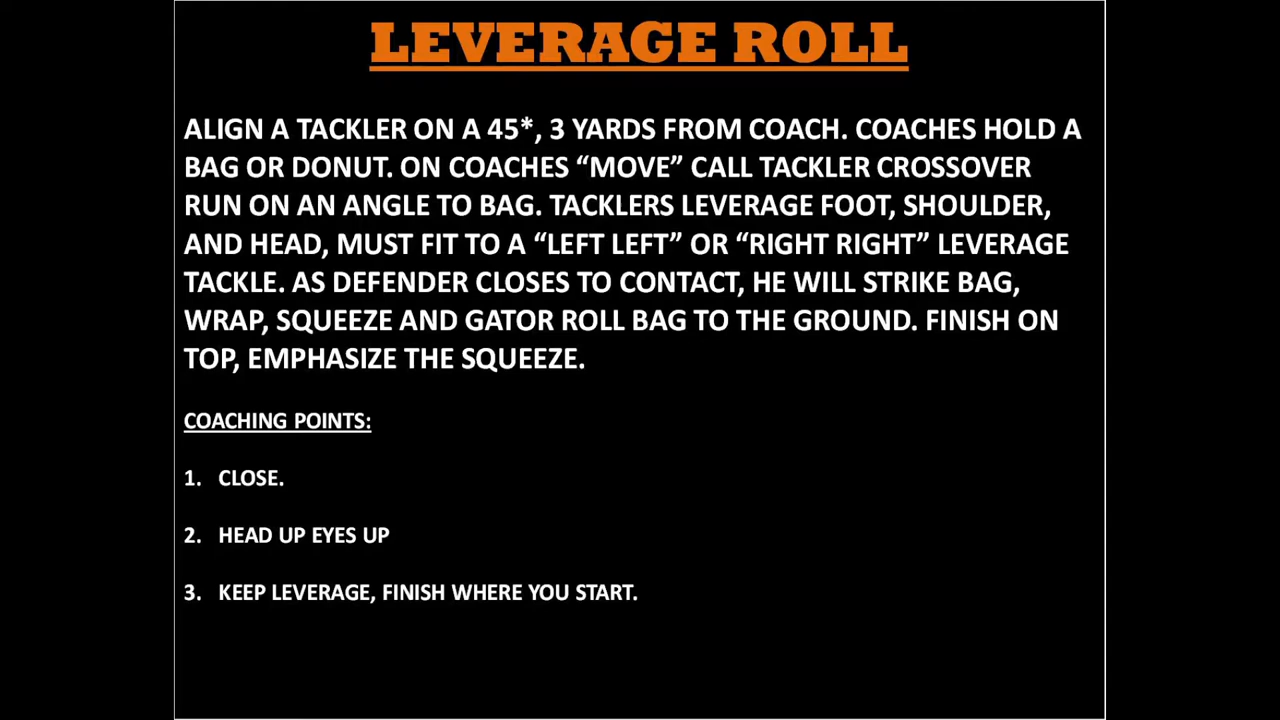 LEVERAGE ROLL
ALIGN A TACKLER ON A 45*, 3 YARDS FROM COACH. COACHES HOLD A
BAG OR DONUT. ON COACHES “MOVE” CALL TACKLER CROSSOVER
RUN ON AN ANGLE TO BAG. TACKLERS LEVERAGE FOOT, SHOULDER,
AND HEAD, MUST FIT TO A “LEFT LEFT” OR “RIGHT RIGHT” LEVERAGE
TACKLE. AS DEFENDER CLOSES TO CONTACT, HE WILL STRIKE BAG,
WRAP, SQUEEZE AND GATOR ROLL BAG TO THE GROUND. FINISH ON
TOP, EMPHASIZE THE SQUEEZE.
COACHING POINTS:
1. CLOSE.
2. HEAD UP EYES UP
3. KEEP LEVERAGE, FINISH WHERE YOU START.